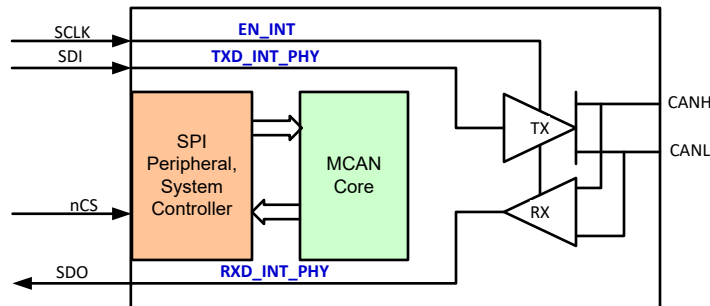 SCLK
EN_INT
SDI
TXD_INT_PHY
CANH
SPI
Peripheral,
System
Controller
MCAN
Core
TX
CANL
nCS
RX
SDO
RXD_INT_PHY